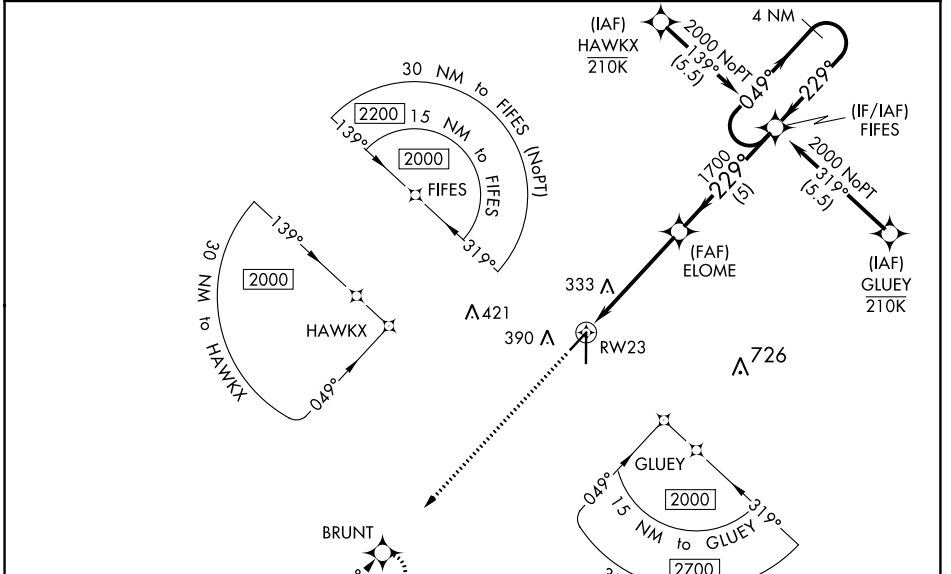 (IAF)
HAWKX
210K
2000 NoPT
139°
(5.5)
4 NM
049°
229°
(IF/IAF)
FIFES
2000 NoPT
319°
(5.5)
(IAF)
GLUEY
210K
1700
229°
(5)
(FAF)
ELOME
30 NM to FIFES (NoPT)
2200
15 NM to FIFES
139°
2000
FIFES
319°
139°
2000
30 NM to HAWKX
HAWKX
049°
421
333
390
RW23
726
GLUEY
049°
2000
319°
15 NM to GLUEY
2700
BRUNT